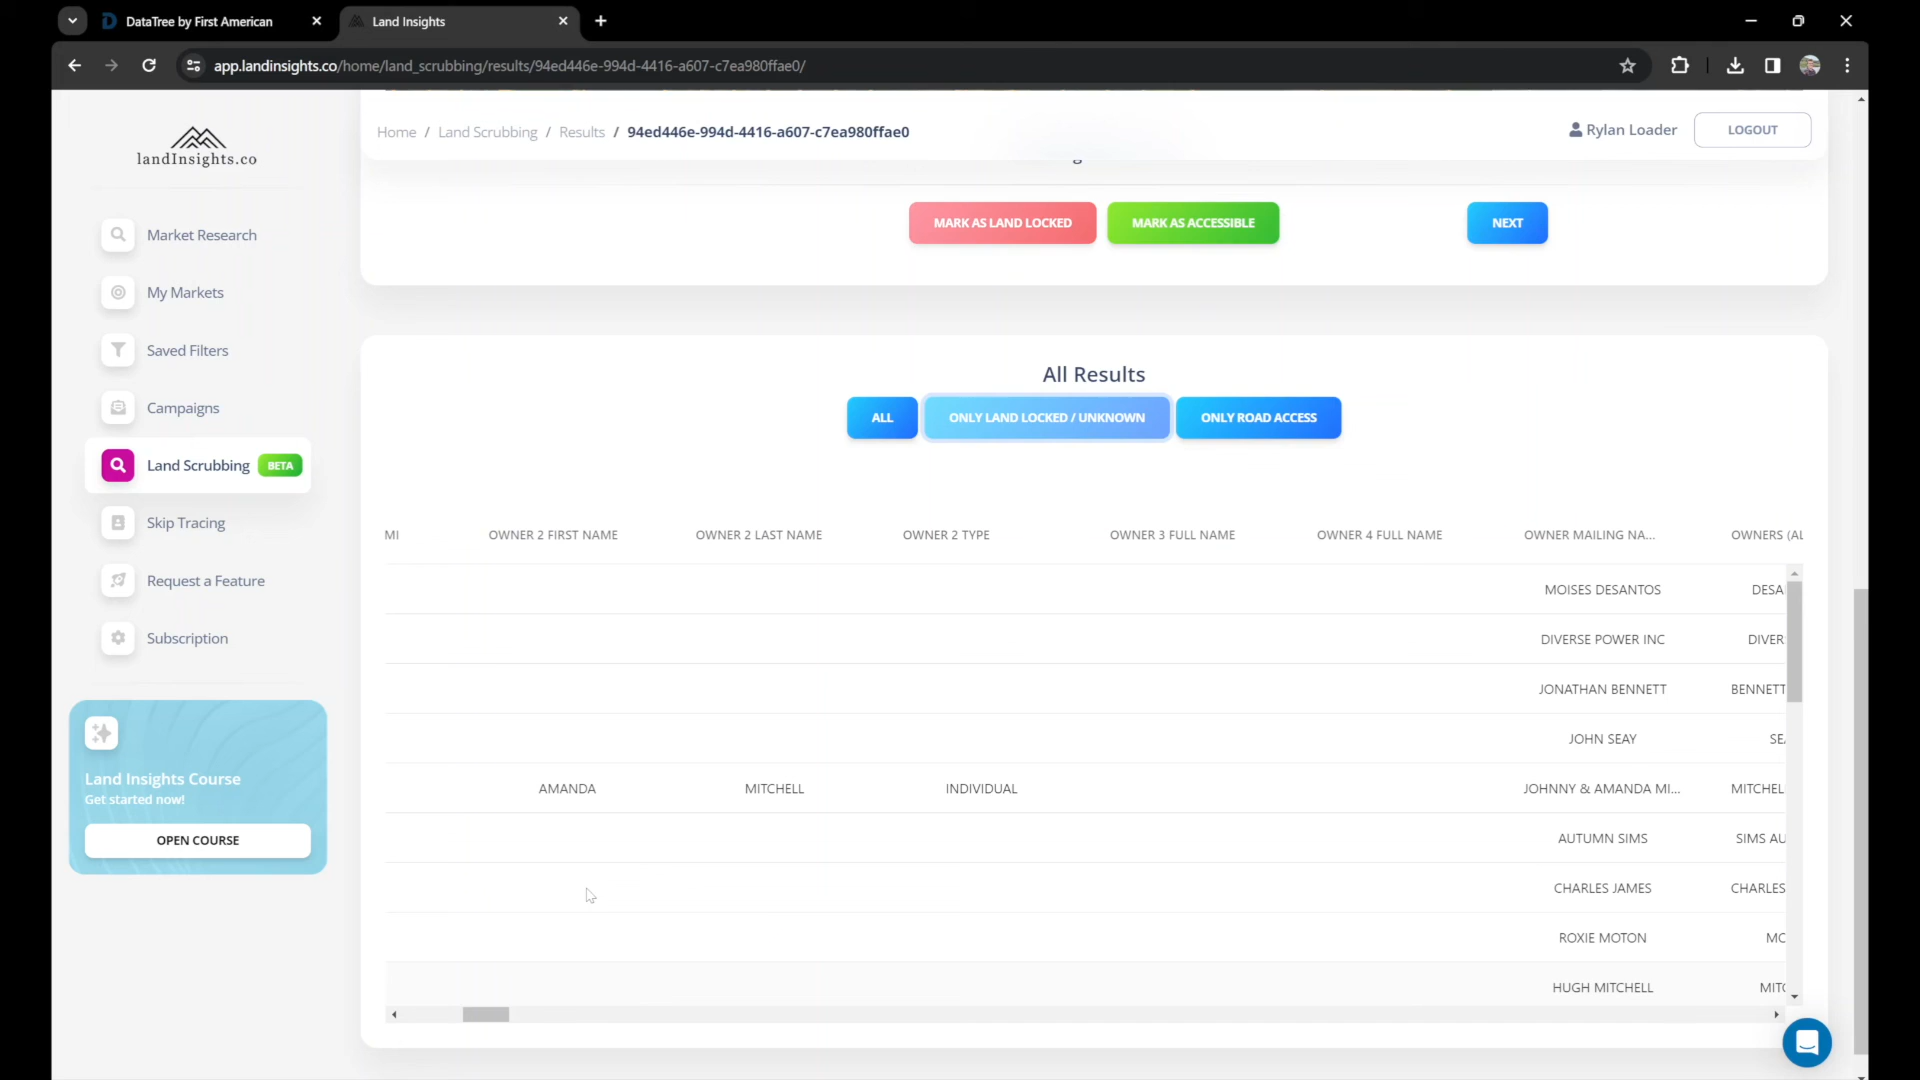 DataTree by First American
Land Insights
app.landinsights.co/home/land_scrubbing/results/94ed446e-994d-4416-a607-c7ea980ffae0/
landInsights.co
Home / Land Scrubbing / Results / 94ed446e-994d-4416-a607-c7ea980ffae0
Rylan Loader
LOGOUT
Market Research
My Markets
Saved Filters
Campaigns
Land Scrubbing BETA
Skip Tracing
Request a Feature
Subscription
Land Insights Course
Get started now!
OPEN COURSE
MARK AS LAND LOCKED
MARK AS ACCESSIBLE
NEXT
All Results
ALL
ONLY LAND LOCKED / UNKNOWN
ONLY ROAD ACCESS
MI OWNER 2 FIRST NAME OWNER 2 LAST NAME OWNER 2 TYPE OWNER 3 FULL NAME OWNER 4 FULL NAME OWNER MAILING NA... OWNERS (AL
MOISES DESANTOS DESA
DIVERSE POWER INC DIVER
JONATHAN BENNETT BENNETT
JOHN SEAY SEA
AMANDA MITCHELL INDIVIDUAL JOHNNY & AMANDA MI... MITCHEL
AUTUMN SIMS SIMS AU
CHARLES JAMES CHARLES
ROXIE MOTON MO
HUGH MITCHELL MITC